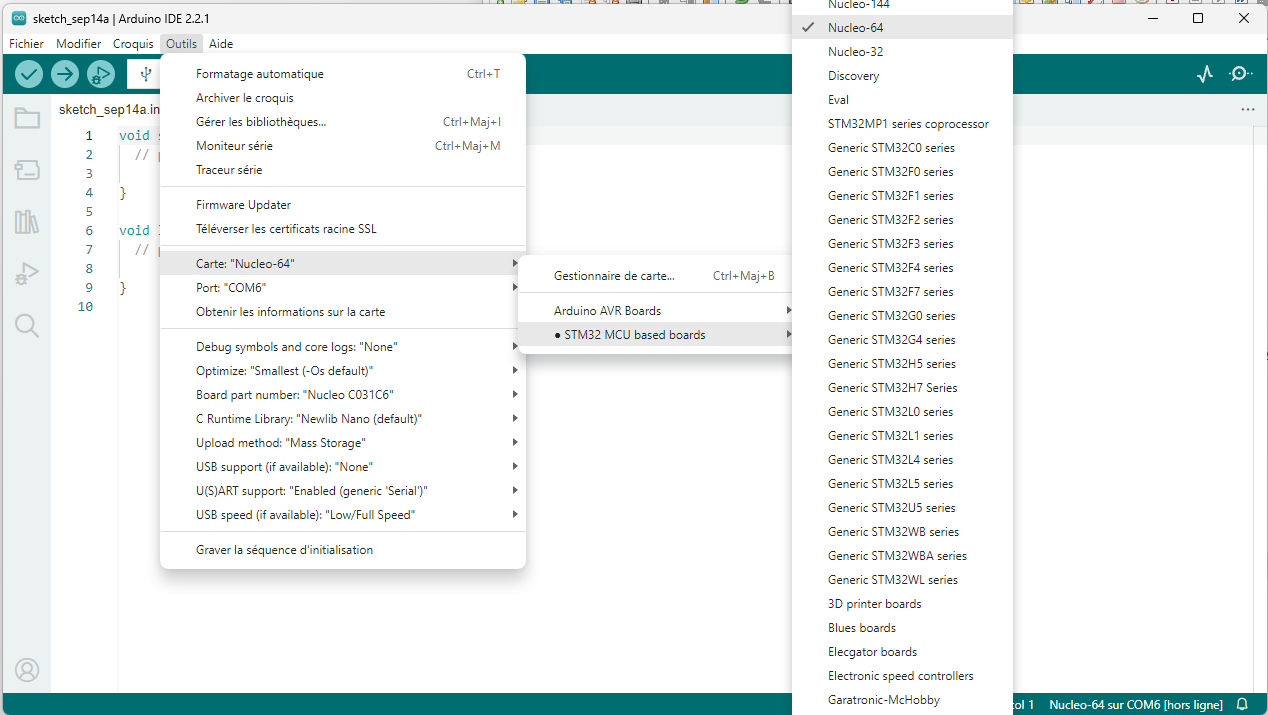 sketch_sep14a | Arduino IDE 2.2.1
Fichier Modifier Croquis Outils Aide
sketch_sep14a.in
1 void
2 //
3
4 }
5
6 void
7 //
8
9 }
10
Formatage automatique Ctrl+T
Archiver le croquis
Gérer les bibliothèques... Ctrl+Maj+I
Moniteur série Ctrl+Maj+M
Traceur série
Firmware Updater
Téléverser les certificats racine SSL
Carte: "Nucleo-64"
Port: "COM6"
Obtenir les informations sur la carte
Debug symbols and core logs: "None"
Optimize: "Smallest (-Os default)"
Board part number: "Nucleo C031C6"
C Runtime Library: "Newlib Nano (default)"
Upload method: "Mass Storage"
USB support (if available): "None"
U(S)ART support: "Enabled (generic 'Serial')"
USB speed (if available): "Low/Full Speed"
Graver la séquence d'initialisation
Gestionnaire de carte... Ctrl+Maj+B
Arduino AVR Boards
● STM32 MCU based boards
Nucleo-144
Nucleo-64
Nucleo-32
Discovery
Eval
STM32MP1 series coprocessor
Generic STM32C0 series
Generic STM32F0 series
Generic STM32F1 series
Generic STM32F2 series
Generic STM32F3 series
Generic STM32F4 series
Generic STM32F7 series
Generic STM32G0 series
Generic STM32G4 series
Generic STM32H5 series
Generic STM32H7 Series
Generic STM32L0 series
Generic STM32L1 series
Generic STM32L4 series
Generic STM32L5 series
Generic STM32U5 series
Generic STM32WB series
Generic STM32WBA series
Generic STM32WL series
3D printer boards
Blues boards
Elecgator boards
Electronic speed controllers
Garatronic-McHobby
col 1 Nucleo-64 sur COM6 [hors ligne]